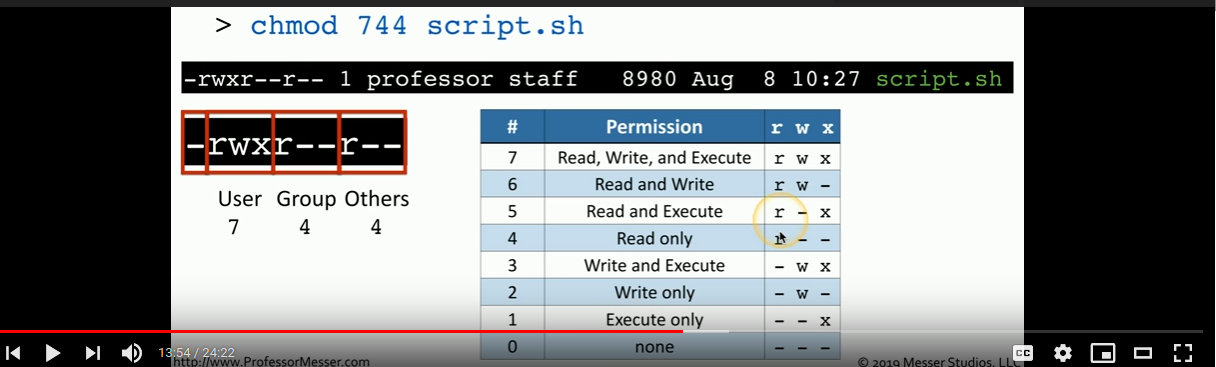 > chmod 744 script.sh
-rwxr--r-- 1 professor staff 8980 Aug 8 10:27 script.sh
-rwxr--r--
User Group Others
7 4 4
# Permission r w x
7 Read, Write, and Execute r w x
6 Read and Write r w -
5 Read and Execute r - x
4 Read only r - -
3 Write and Execute - w x
2 Write only - w -
1 Execute only - - x
0 none - - -
13:54 / 24:22
CC
http://www.ProfessorMesser.com
© 2019 Messer Studios, LLC